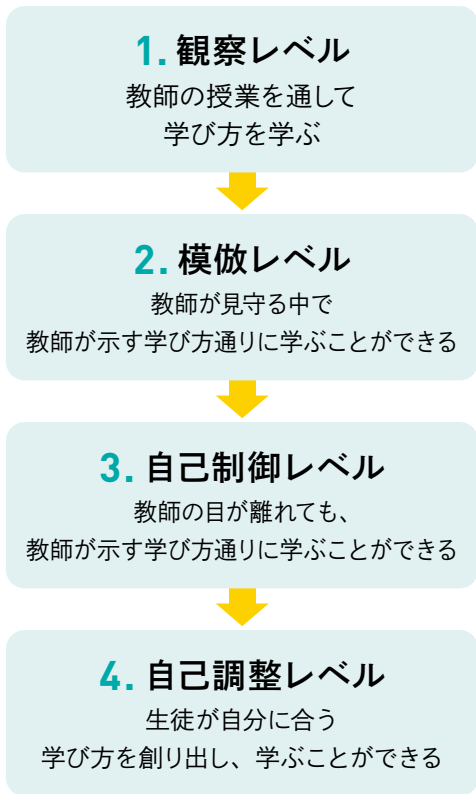 1. 観察レベル
教師の授業を通して
学び方を学ぶ
2. 模倣レベル
教師が見守る中で
教師が示す学び方通りに学ぶことができる
3. 自己制御レベル
教師の目が離れても、
教師が示す学び方通りに学ぶことができる
4. 自己調整レベル
生徒が自分に合う
学び方を創り出し、学ぶことができる